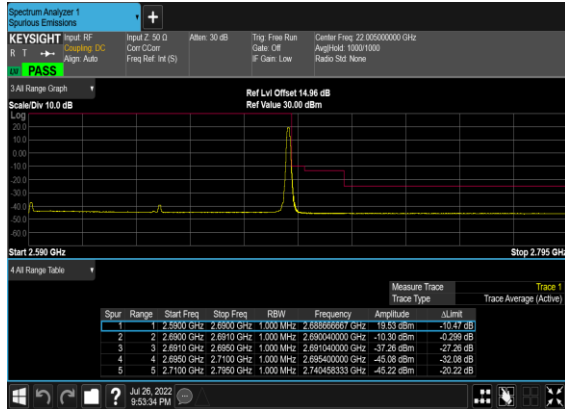 Spectrum Analyzer 1
Spurious Emissions
KEYSIGHT Input: RF Input Z: 50 Ω Atten: 30 dB Trig: Free Run Center Freq: 22.005000000 GHz
R T Coupling: DC Corr CCorr Gate: Off Avg|Hold: 1000/1000
Align: Auto Freq Ref: Int (S) IF Gain: Low Radio Std: None
PASS
3 All Range Graph
Ref Lvl Offset 14.96 dB
Scale/Div 10.0 dB Ref Value 30.00 dBm
Log
20.0
10.0
0.00
-10.0
-20.0
-30.0
-40.0
-50.0
-60.0
Start 2.590 GHz Stop 2.795 GHz
4 All Range Table
Measure Trace Trace 1
Trace Type Trace Average (Active)
Spur Range Start Freq Stop Freq RBW Frequency Amplitude ΔLimit
1 1 2.5900 GHz 2.6900 GHz 1.000 MHz 2.688666667 GHz 19.53 dBm -10.47 dB
2 2 2.6900 GHz 2.6910 GHz 1.000 MHz 2.690040000 GHz -10.30 dBm -0.299 dB
3 3 2.6910 GHz 2.6950 GHz 1.000 MHz 2.691040000 GHz -37.26 dBm -27.26 dB
4 4 2.6950 GHz 2.7100 GHz 1.000 MHz 2.695400000 GHz -45.08 dBm -32.08 dB
5 5 2.7100 GHz 2.7950 GHz 1.000 MHz 2.740458333 GHz -45.22 dBm -20.22 dB
? Jul 26, 2022
9:53:34 PM